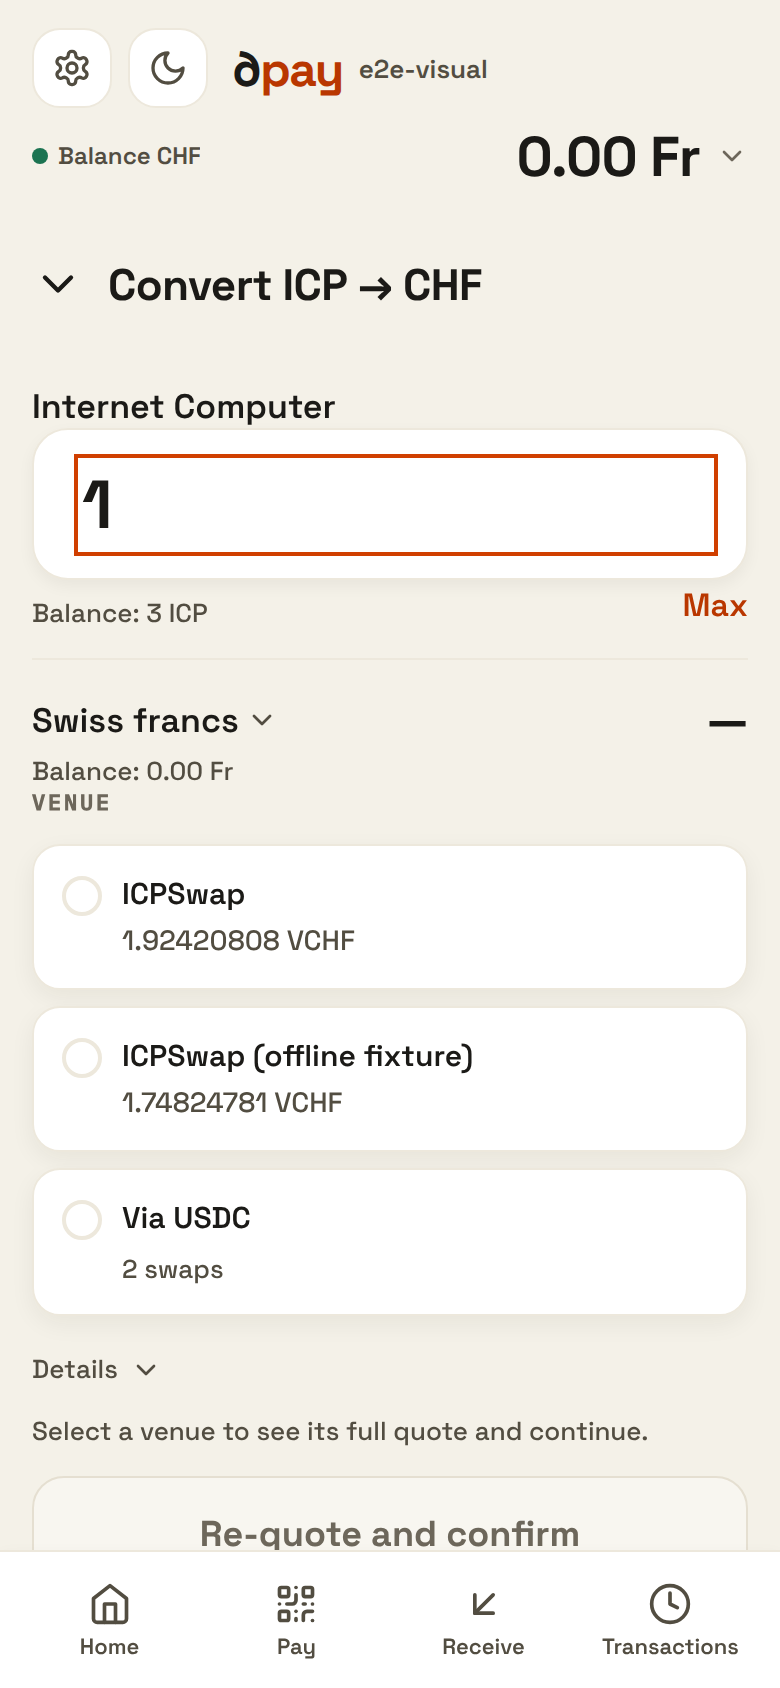 ∂pay e2e-visual
Balance CHF
0.00 Fr
Convert ICP → CHF
Internet Computer
1
Balance: 3 ICP
Max
Swiss francs
—
Balance: 0.00 Fr
VENUE
ICPSwap
1.92420808 VCHF
ICPSwap (offline fixture)
1.74824781 VCHF
Via USDC
2 swaps
Details
Select a venue to see its full quote and continue.
Re-quote and confirm
Home
Pay
Receive
Transactions